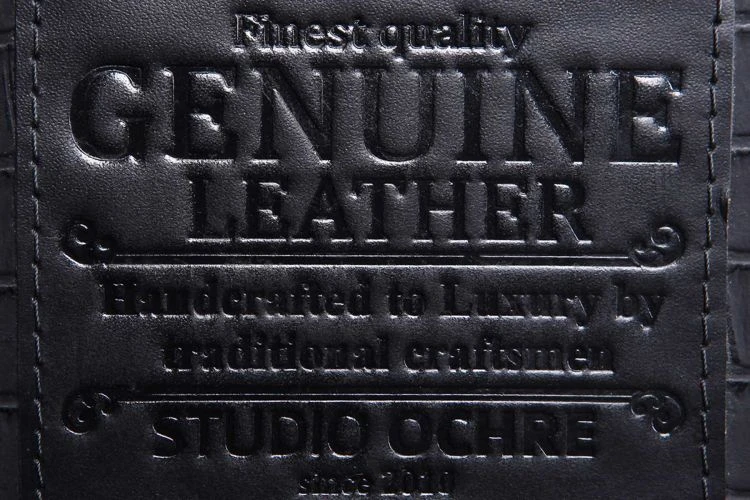 Finest quality
GENUINE
LEATHER
Handcrafted to Luxury by
traditional craftsmen
STUDIO OCHRE
since 2010